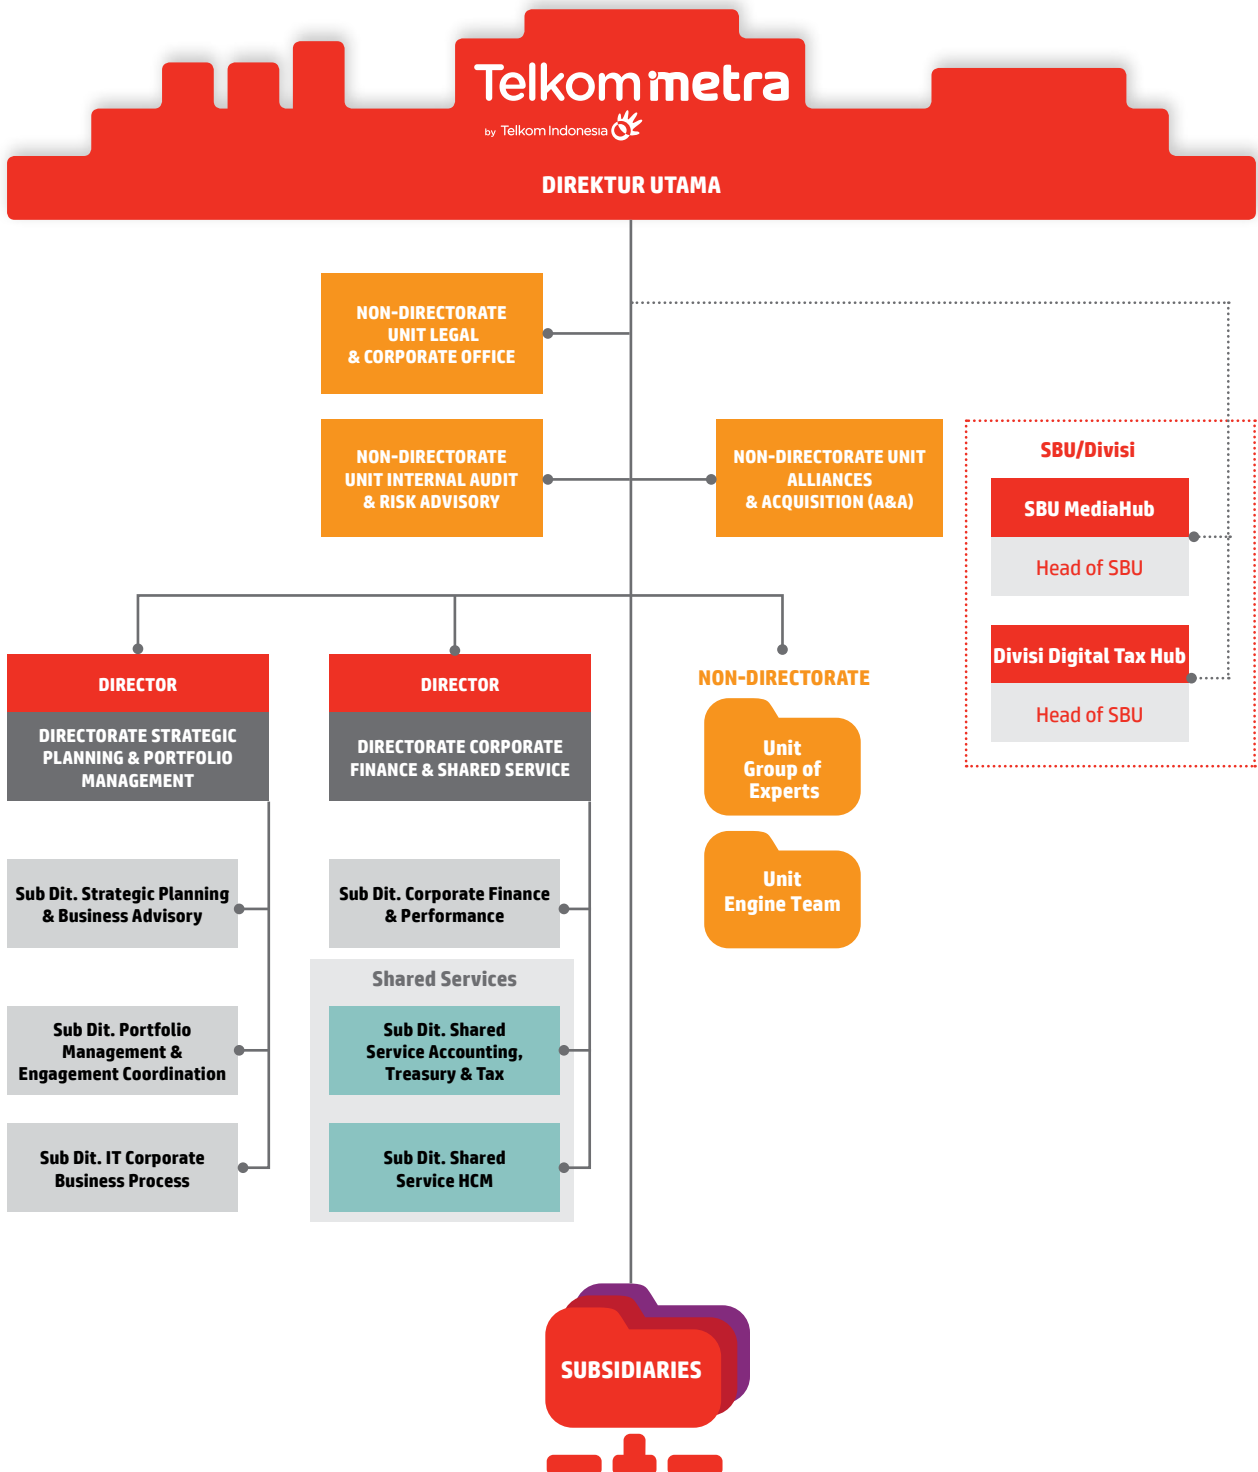 Telkommetra
by Telkom Indonesia
DIREKTUR UTAMA
NON-DIRECTORATE
UNIT LEGAL
& CORPORATE OFFICE
NON-DIRECTORATE
UNIT INTERNAL AUDIT
& RISK ADVISORY
NON-DIRECTORATE UNIT
ALLIANCES
& ACQUISITION (A&A)
SBU/Divisi
SBU MediaHub
Head of SBU
Divisi Digital Tax Hub
Head of SBU
DIRECTOR
DIRECTORATE STRATEGIC
PLANNING & PORTFOLIO
MANAGEMENT
DIRECTOR
DIRECTORATE CORPORATE
FINANCE & SHARED SERVICE
NON-DIRECTORATE
Unit
Group of
Experts
Unit
Engine Team
Sub Dit. Strategic Planning
& Business Advisory
Sub Dit. Portfolio
Management &
Engagement Coordination
Sub Dit. IT Corporate
Business Process
Sub Dit. Corporate Finance
& Performance
Shared Services
Sub Dit. Shared
Service Accounting,
Treasury & Tax
Sub Dit. Shared
Service HCM
SUBSIDIARIES